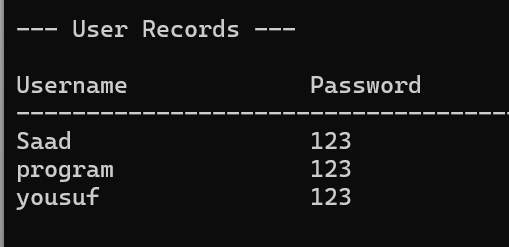 --- User Records ---
Username Password
-----------------------------------
Saad 123
program 123
yousuf 123